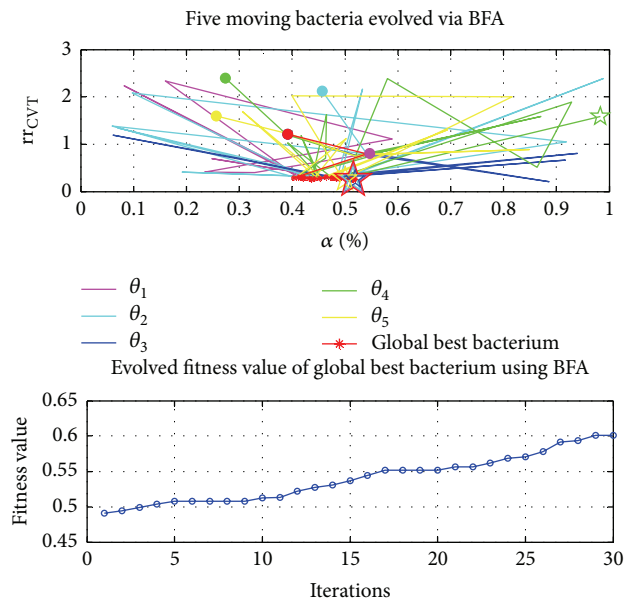 Five moving bacteria evolved via BFA
3
2
1
0
rr_CVT
0 0.1 0.2 0.3 0.4 0.5 0.6 0.7 0.8 0.9 1
α (%)
θ₁ θ₄
θ₂ θ₅
θ₃ Global best bacterium
Evolved fitness value of global best bacterium using BFA
0.65
0.6
0.55
0.5
0.45
Fitness value
0 5 10 15 20 25 30
Iterations